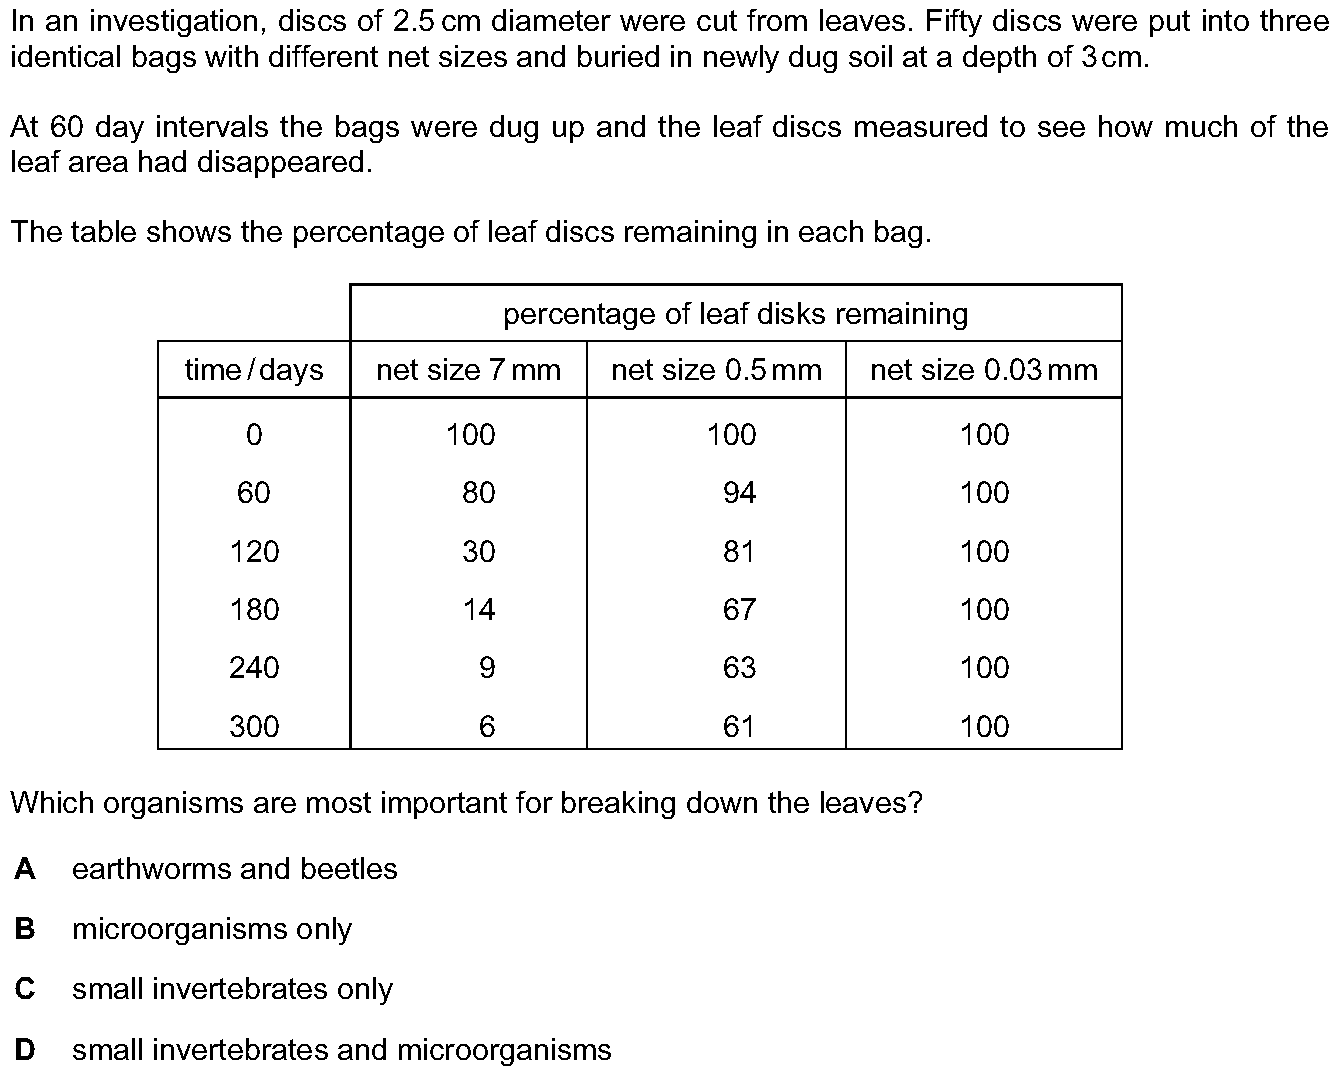 In an investigation, discs of 2.5 cm diameter were cut from leaves. Fifty discs were put into three
identical bags with different net sizes and buried in newly dug soil at a depth of 3 cm.
At 60 day intervals the bags were dug up and the leaf discs measured to see how much of the
leaf area had disappeared.
The table shows the percentage of leaf discs remaining in each bag.
percentage of leaf disks remaining
time / days net size 7 mm net size 0.5 mm net size 0.03 mm
0 100 100 100
60 80 94 100
120 30 81 100
180 14 67 100
240 9 63 100
300 6 61 100
Which organisms are most important for breaking down the leaves?
A earthworms and beetles
B microorganisms only
C small invertebrates only
D small invertebrates and microorganisms